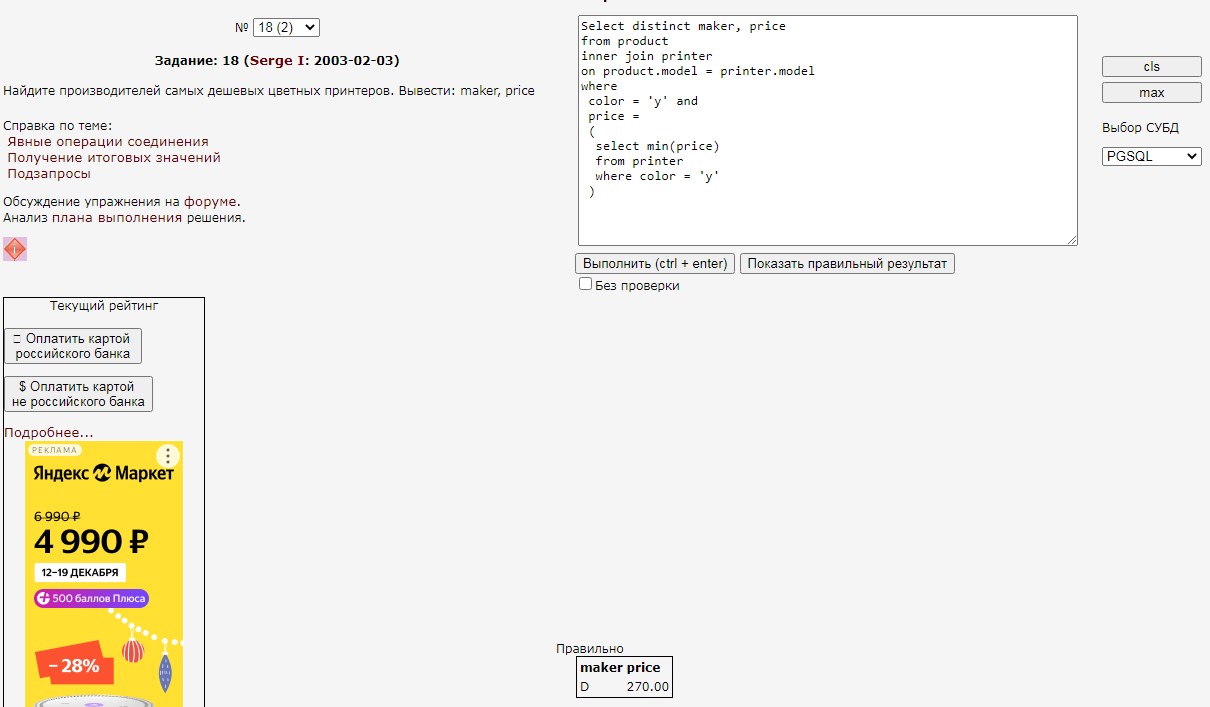 № 18 (2)
Задание: 18 (Serge I: 2003-02-03)
Найдите производителей самых дешевых цветных принтеров. Вывести: maker, price
Справка по теме:
Явные операции соединения
Получение итоговых значений
Подзапросы
Обсуждение упражнения на форуме.
Анализ плана выполнения решения.
Текущий рейтинг
Оплатить картой
российского банка
$ Оплатить картой
не российского банка
Подробнее...
РЕКЛАМА
Яндекс Маркет
6 990 ₽
4 990 ₽
12–19 ДЕКАБРЯ
500 баллов Плюса
–28%
Select distinct maker, price
from product
inner join printer
on product.model = printer.model
where
color = 'y' and
price =
(
select min(price)
from printer
where color = 'y'
)
Выполнить (ctrl + enter) Показать правильный результат
Без проверки
cls
max
Выбор СУБД
PGSQL
Правильно
maker price
D 270.00